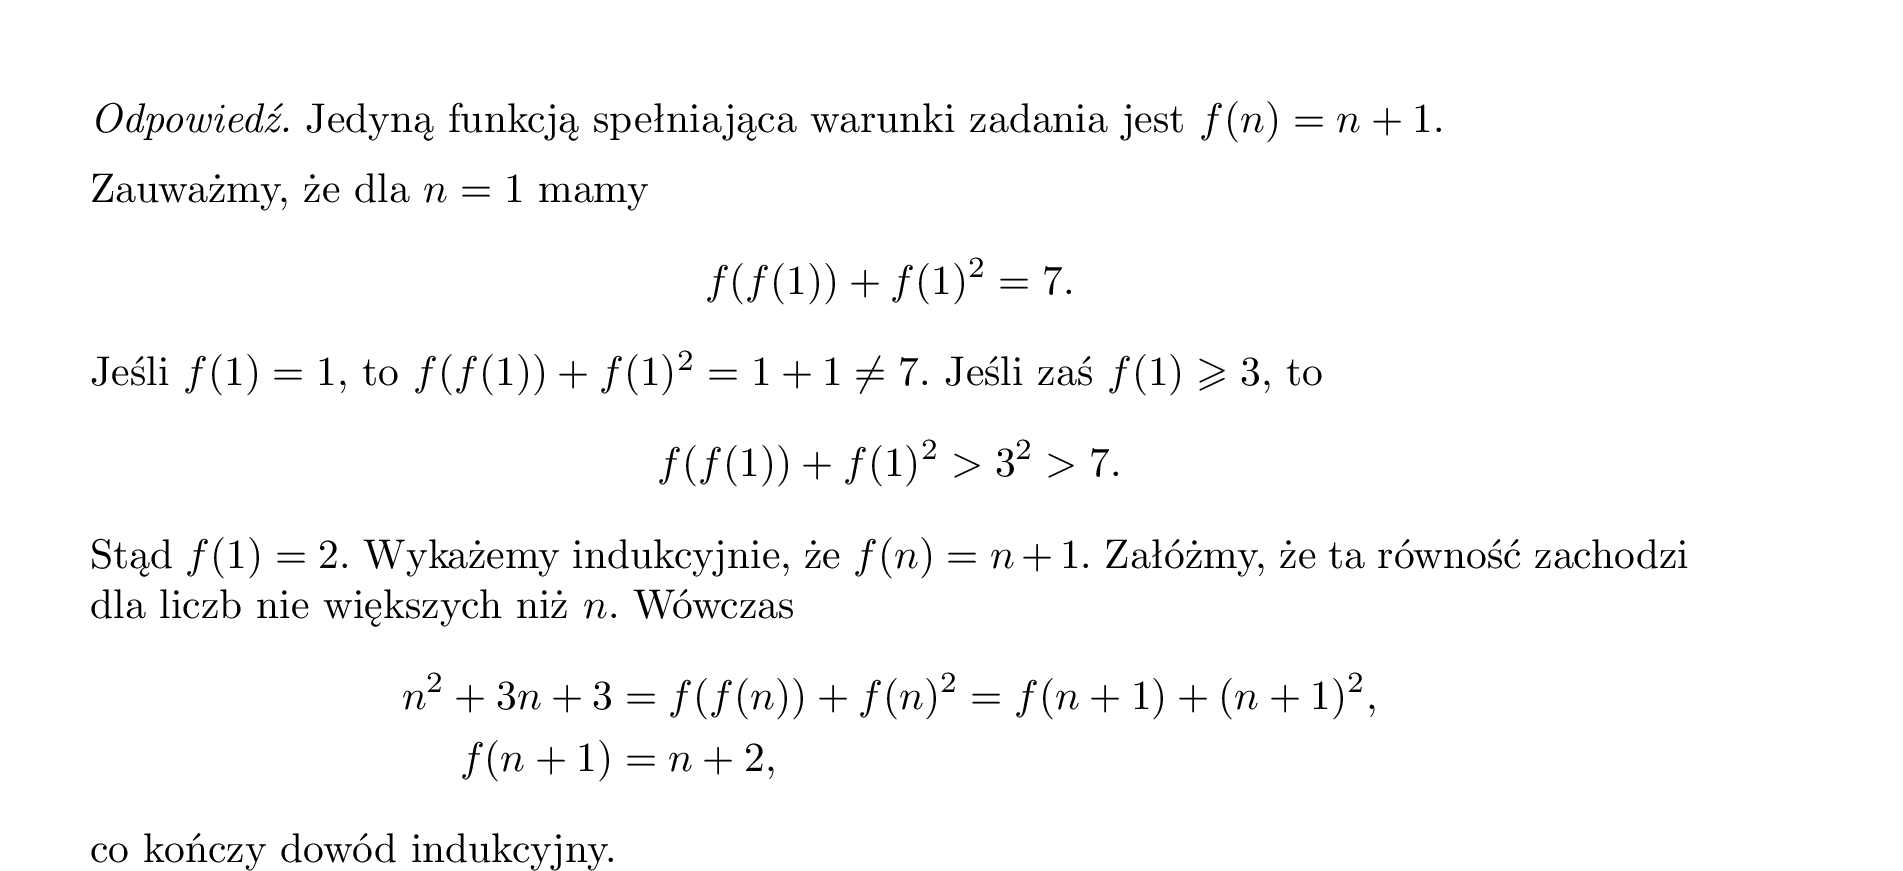 Odpowiedź. Jedyną funkcją spełniająca warunki zadania jest f(n) = n + 1.
Zauważmy, że dla n = 1 mamy
f(f(1)) + f(1)² = 7.
Jeśli f(1) = 1, to f(f(1)) + f(1)² = 1 + 1 ≠ 7. Jeśli zaś f(1) ⩾ 3, to
f(f(1)) + f(1)² > 3² > 7.
Stąd f(1) = 2. Wykażemy indukcyjnie, że f(n) = n + 1. Załóżmy, że ta równość zachodzi
dla liczb nie większych niż n. Wówczas
n² + 3n + 3 = f(f(n)) + f(n)² = f(n + 1) + (n + 1)²,
f(n + 1) = n + 2,
co kończy dowód indukcyjny.